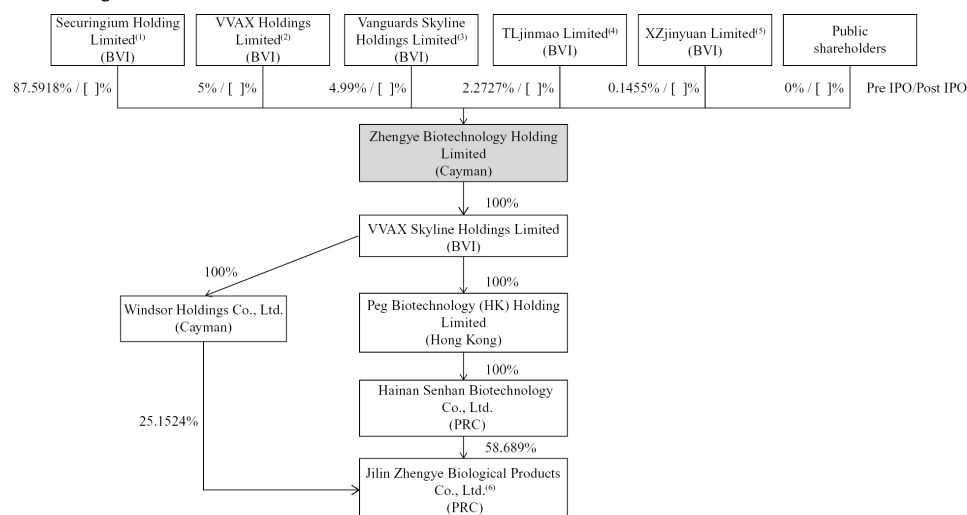 Securingium Holding
Limited(1)
(BVI)
VVAX Holdings
Limited(2)
(BVI)
Vanguards Skyline
Holdings Limited(3)
(BVI)
TLjinmao Limited(4)
(BVI)
XZjinyuan Limited(5)
(BVI)
Public
shareholders
87.5918% / [ ]%
5% / [ ]%
4.99% / [ ]%
2.2727% / [ ]%
0.1455% / [ ]%
0% / [ ]%
Pre IPO/Post IPO
Zhengye Biotechnology Holding
Limited
(Cayman)
100%
VVAX Skyline Holdings Limited
(BVI)
100%
100%
Windsor Holdings Co., Ltd.
(Cayman)
Peg Biotechnology (HK) Holding
Limited
(Hong Kong)
100%
Hainan Senhan Biotechnology
Co., Ltd.
(PRC)
25.1524%
58.689%
Jilin Zhengye Biological Products
Co., Ltd.(6)
(PRC)